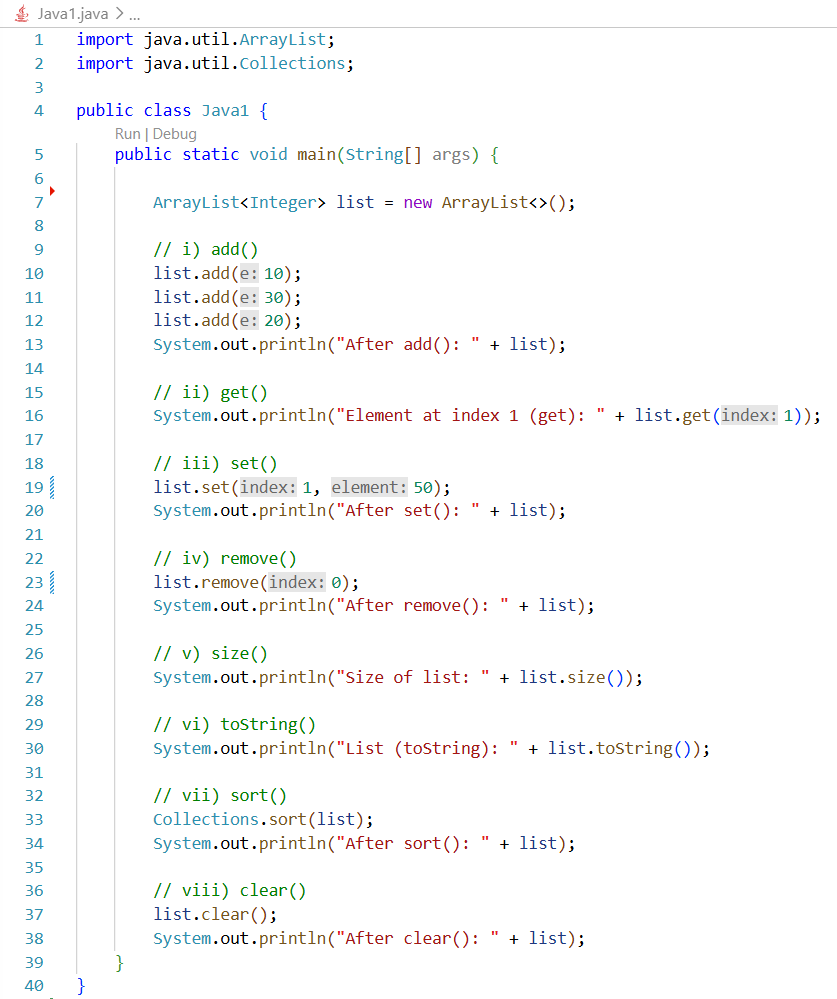 Java1.java > ...
1 import java.util.ArrayList;
2 import java.util.Collections;
3
4 public class Java1 {
Run | Debug
5     public static void main(String[] args) {
6
7         ArrayList<Integer> list = new ArrayList<>();
8
9         // i) add()
10         list.add(e: 10);
11         list.add(e: 30);
12         list.add(e: 20);
13         System.out.println("After add(): " + list);
14
15         // ii) get()
16         System.out.println("Element at index 1 (get): " + list.get(index: 1));
17
18         // iii) set()
19         list.set(index: 1, element: 50);
20         System.out.println("After set(): " + list);
21
22         // iv) remove()
23         list.remove(index: 0);
24         System.out.println("After remove(): " + list);
25
26         // v) size()
27         System.out.println("Size of list: " + list.size());
28
29         // vi) toString()
30         System.out.println("List (toString): " + list.toString());
31
32         // vii) sort()
33         Collections.sort(list);
34         System.out.println("After sort(): " + list);
35
36         // viii) clear()
37         list.clear();
38         System.out.println("After clear(): " + list);
39     }
40 }